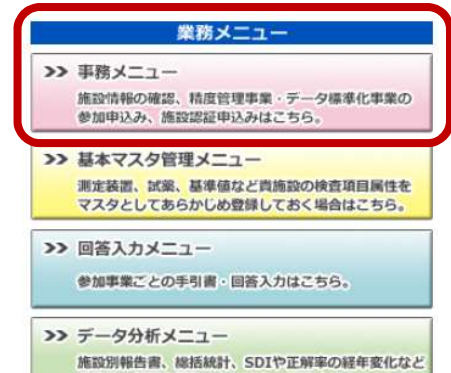 業務メニュー
>> 事務メニュー
施設情報の確認、精度管理事業・データ標準化事業の
参加申込み、施設認証申込みはこちら。
>> 基本マスタ管理メニュー
測定装置、試薬、基準値など貴施設の検査項目属性を
マスタとしてあらかじめ登録しておく場合はこちら。
>> 回答入力メニュー
参加事業ごとの手引書・回答入力はこちら。
>> データ分析メニュー
施設別報告書、総括統計、SDIや正解率の経年変化など